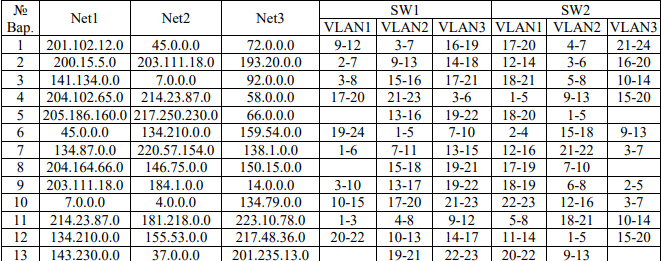 № Вар. Net1 Net2 Net3 SW1 SW2
VLAN1 VLAN2 VLAN3 VLAN1 VLAN2 VLAN3
1 201.102.12.0 45.0.0.0 72.0.0.0 9-12 3-7 16-19 17-20 4-7 21-24
2 200.15.5.0 203.111.18.0 193.20.0.0 2-7 9-13 14-18 12-14 3-6 16-20
3 141.134.0.0 7.0.0.0 92.0.0.0 3-8 15-16 17-21 18-21 5-8 10-14
4 204.102.65.0 214.23.87.0 58.0.0.0 17-20 21-23 3-6 1-5 9-13 15-20
5 205.186.160.0 217.250.230.0 66.0.0.0 13-16 19-22 18-20 1-5
6 45.0.0.0 134.210.0.0 159.54.0.0 19-24 1-5 7-10 2-4 15-18 9-13
7 134.87.0.0 220.57.154.0 138.1.0.0 1-6 7-11 13-15 12-16 21-22 3-7
8 204.164.66.0 146.75.0.0 150.15.0.0 15-18 19-21 17-19 7-10
9 203.111.18.0 184.1.0.0 14.0.0.0 3-10 13-17 19-22 18-19 6-8 2-5
10 7.0.0.0 4.0.0.0 134.79.0.0 10-15 17-20 21-23 22-23 12-16 3-7
11 214.23.87.0 181.218.0.0 223.10.78.0 1-3 4-8 9-12 5-8 18-21 10-14
12 134.210.0.0 155.53.0.0 217.48.36.0 20-22 10-13 14-17 11-14 1-5 15-20
13 143.230.0.0 37.0.0.0 201.235.13.0 19-21 22-23 20-22 9-13